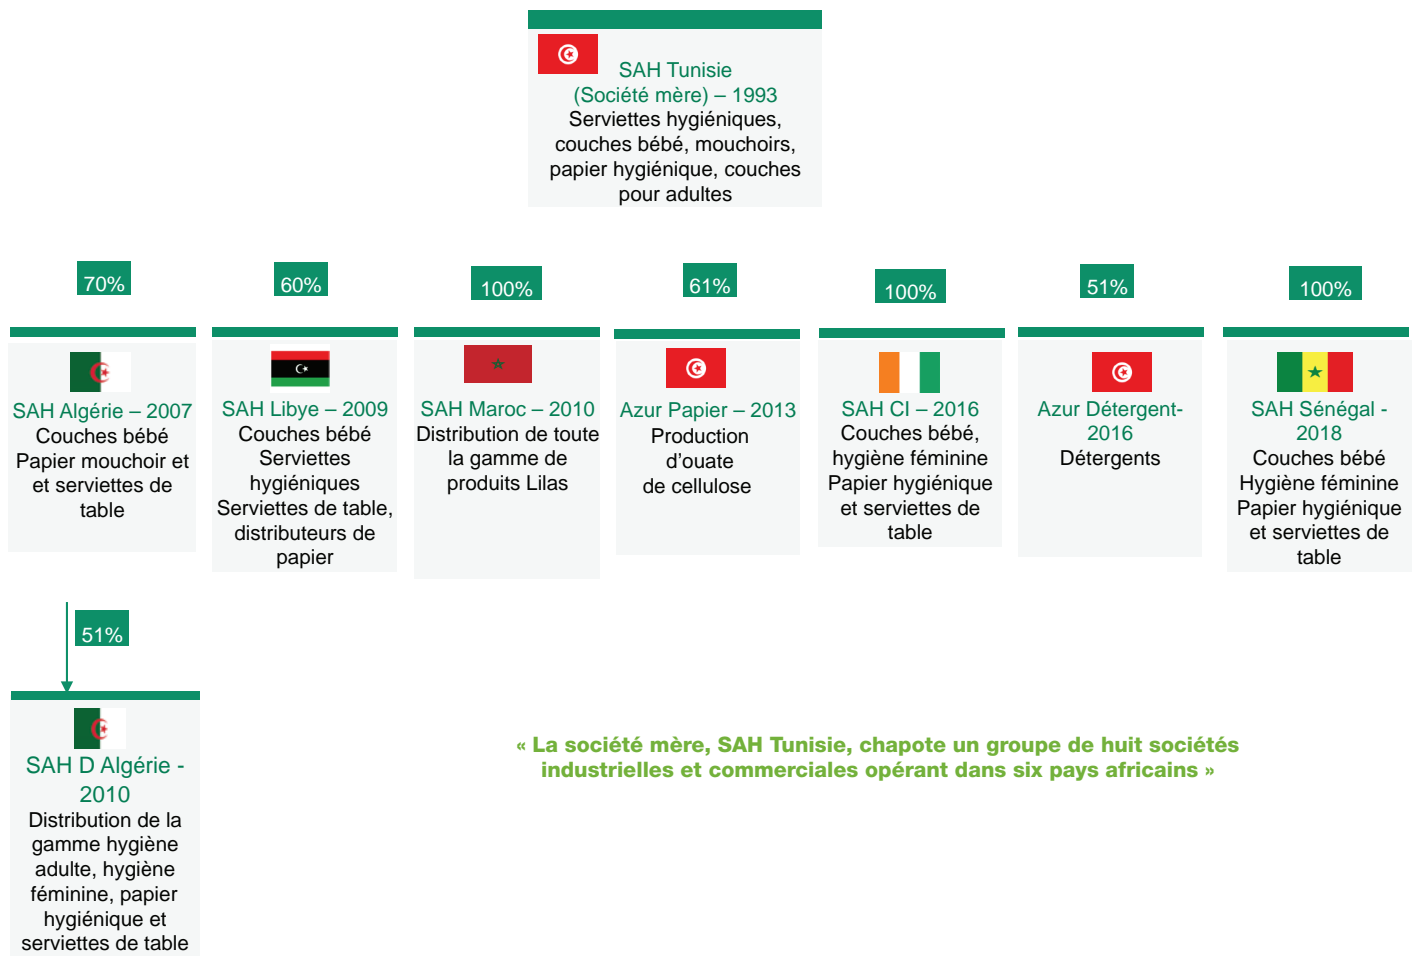 SAH Tunisie
(Société mère) – 1993
Serviettes hygiéniques,
couches bébé, mouchoirs,
papier hygiénique, couches
pour adultes
70%
60%
100%
61%
100%
51%
100%
SAH Algérie – 2007
Couches bébé
Papier mouchoir et
et serviettes de
table
SAH Libye – 2009
Couches bébé
Serviettes
hygiéniques
Serviettes de table,
distributeurs de
papier
SAH Maroc – 2010
Distribution de toute
la gamme de
produits Lilas
Azur Papier – 2013
Production
d’ouate
de cellulose
SAH CI – 2016
Couches bébé,
hygiène féminine
Papier hygiénique
et serviettes de
table
Azur Détergent-
2016
Détergents
SAH Sénégal -
2018
Couches bébé
Hygiène féminine
Papier hygiénique
et serviettes de
table
51%
SAH D Algérie -
2010
Distribution de la
gamme hygiène
adulte, hygiène
féminine, papier
hygiénique et
serviettes de table
« La société mère, SAH Tunisie, chapote un groupe de huit sociétés
industrielles et commerciales opérant dans six pays africains »